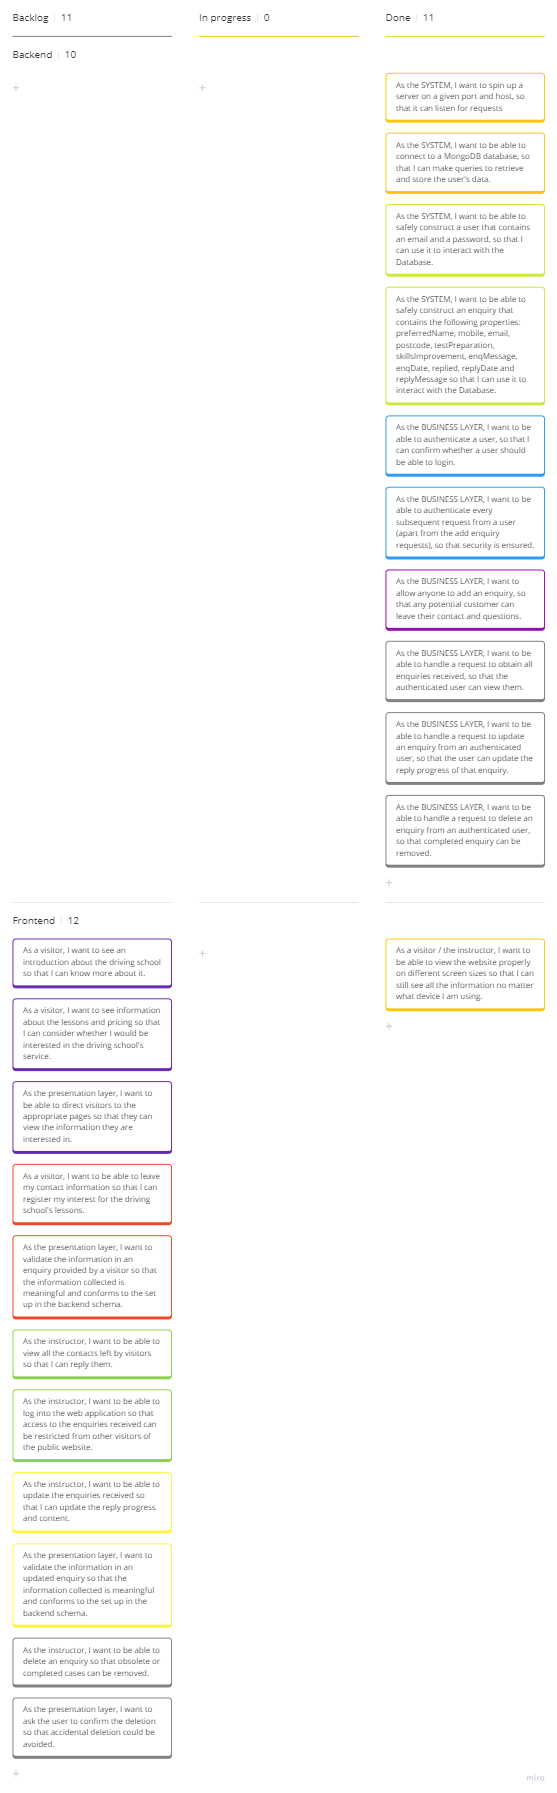 Backlog | 11
In progress | 0
Done | 11
Backend | 10
+
+
As the SYSTEM, I want to spin up a
server on a given port and host, so
that it can listen for requests
As the SYSTEM, I want to be able to
connect to a MongoDB database, so
that I can make queries to retrieve
and store the user's data.
As the SYSTEM, I want to be able to
safely construct a user that contains
an email and a password, so that I
can use it to interact with the
Database.
As the SYSTEM, I want to be able to
safely construct an enquiry that
contains the following properties:
preferredName, mobile, email,
postcode, testPreparation,
skillsImprovement, enqMessage,
enqDate, replied, replyDate and
replyMessage so that I can use it to
interact with the Database.
As the BUSINESS LAYER, I want to be
able to authenticate a user, so that I
can confirm whether a user should
be able to login.
As the BUSINESS LAYER, I want to be
able to authenticate every
subsequent request from a user
(apart from the add enquiry
requests), so that security is ensured.
As the BUSINESS LAYER, I want to
allow anyone to add an enquiry, so
that any potential customer can
leave their contact and questions.
As the BUSINESS LAYER, I want to be
able to handle a request to obtain all
enquiries received, so that the
authenticated user can view them.
As the BUSINESS LAYER, I want to be
able to handle a request to update
an enquiry from an authenticated
user, so that the user can update the
reply progress of that enquiry.
As the BUSINESS LAYER, I want to be
able to handle a request to delete an
enquiry from an authenticated user,
so that completed enquiry can be
removed.
+
Frontend | 12
As a visitor, I want to see an
introduction about the driving school
so that I can know more about it.
As a visitor, I want to see information
about the lessons and pricing so that
I can consider whether I would be
interested in the driving school's
service.
As the presentation layer, I want to
be able to direct visitors to the
appropriate pages so that they can
view the information they are
interested in.
As a visitor, I want to be able to leave
my contact information so that I can
register my interest for the driving
school's lessons.
As the presentation layer, I want to
validate the information in an
enquiry provided by a visitor so that
the information collected is
meaningful and conforms to the set
up in the backend schema.
As the instructor, I want to be able to
view all the contacts left by visitors
so that I can reply them.
As the instructor, I want to be able to
log into the web application so that
access to the enquiries received can
be restricted from other visitors of
the public website.
As the instructor, I want to be able to
update the enquiries received so
that I can update the reply progress
and content.
As the presentation layer, I want to
validate the information in an
updated enquiry so that the
information collected is meaningful
and conforms to the set up in the
backend schema.
As the instructor, I want to be able to
delete an enquiry so that obsolete or
completed cases can be removed.
As the presentation layer, I want to
ask the user to confirm the deletion
so that accidental deletion could be
avoided.
+
+
As a visitor / the instructor, I want to
be able to view the website properly
on different screen sizes so that I can
still see all the information no matter
what device I am using.
+
miro